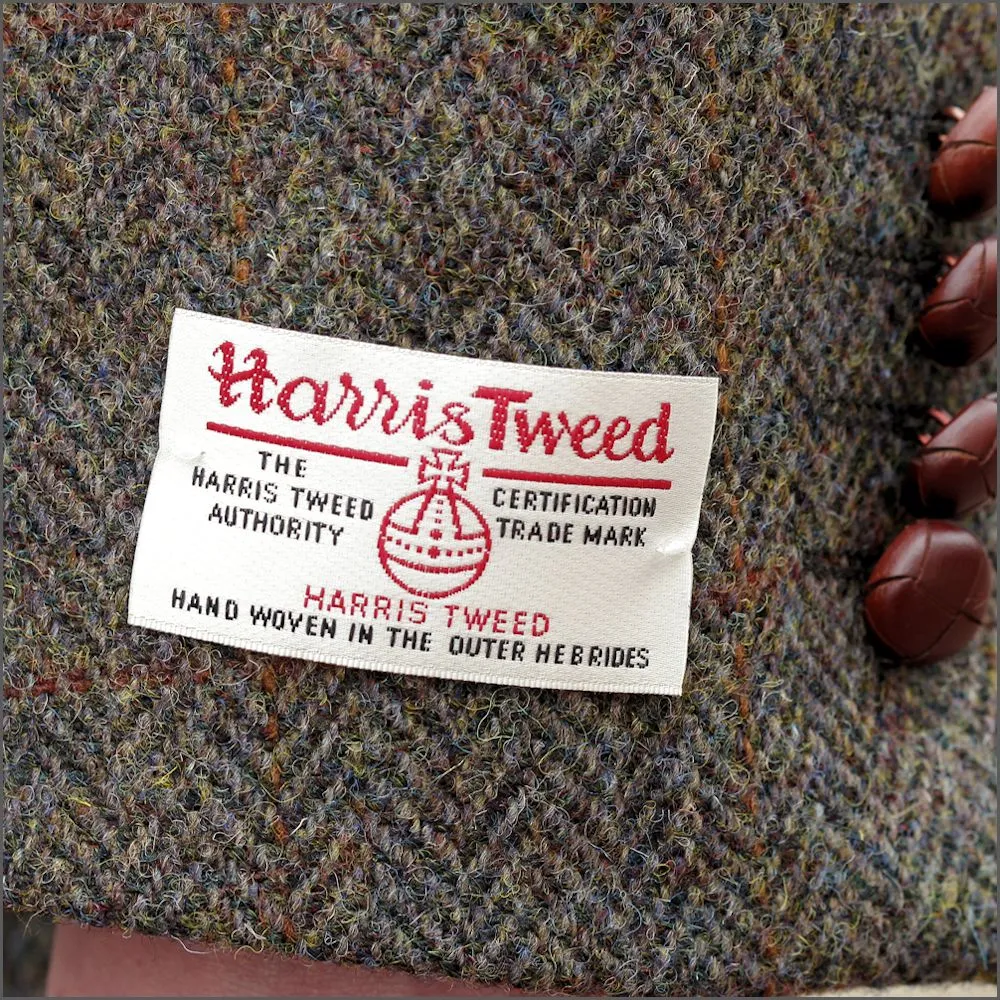 Harris Tweed
THE
HARRIS TWEED
AUTHORITY
CERTIFICATION
TRADE MARK
HARRIS TWEED
HAND WOVEN IN THE OUTER HEBRIDES